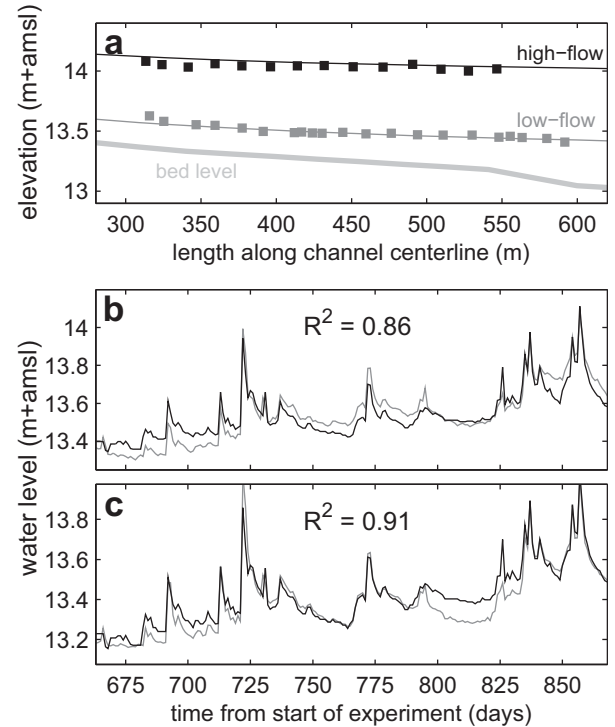 a
high−flow
low−flow
bed level
14
13.5
13
elevation (m+amsl)
300 350 400 450 500 550 600
length along channel centerline (m)
b
R² = 0.86
14
13.8
13.6
13.4
c
R² = 0.91
13.8
13.6
13.4
13.2
water level (m+amsl)
675 700 725 750 775 800 825 850
time from start of experiment (days)